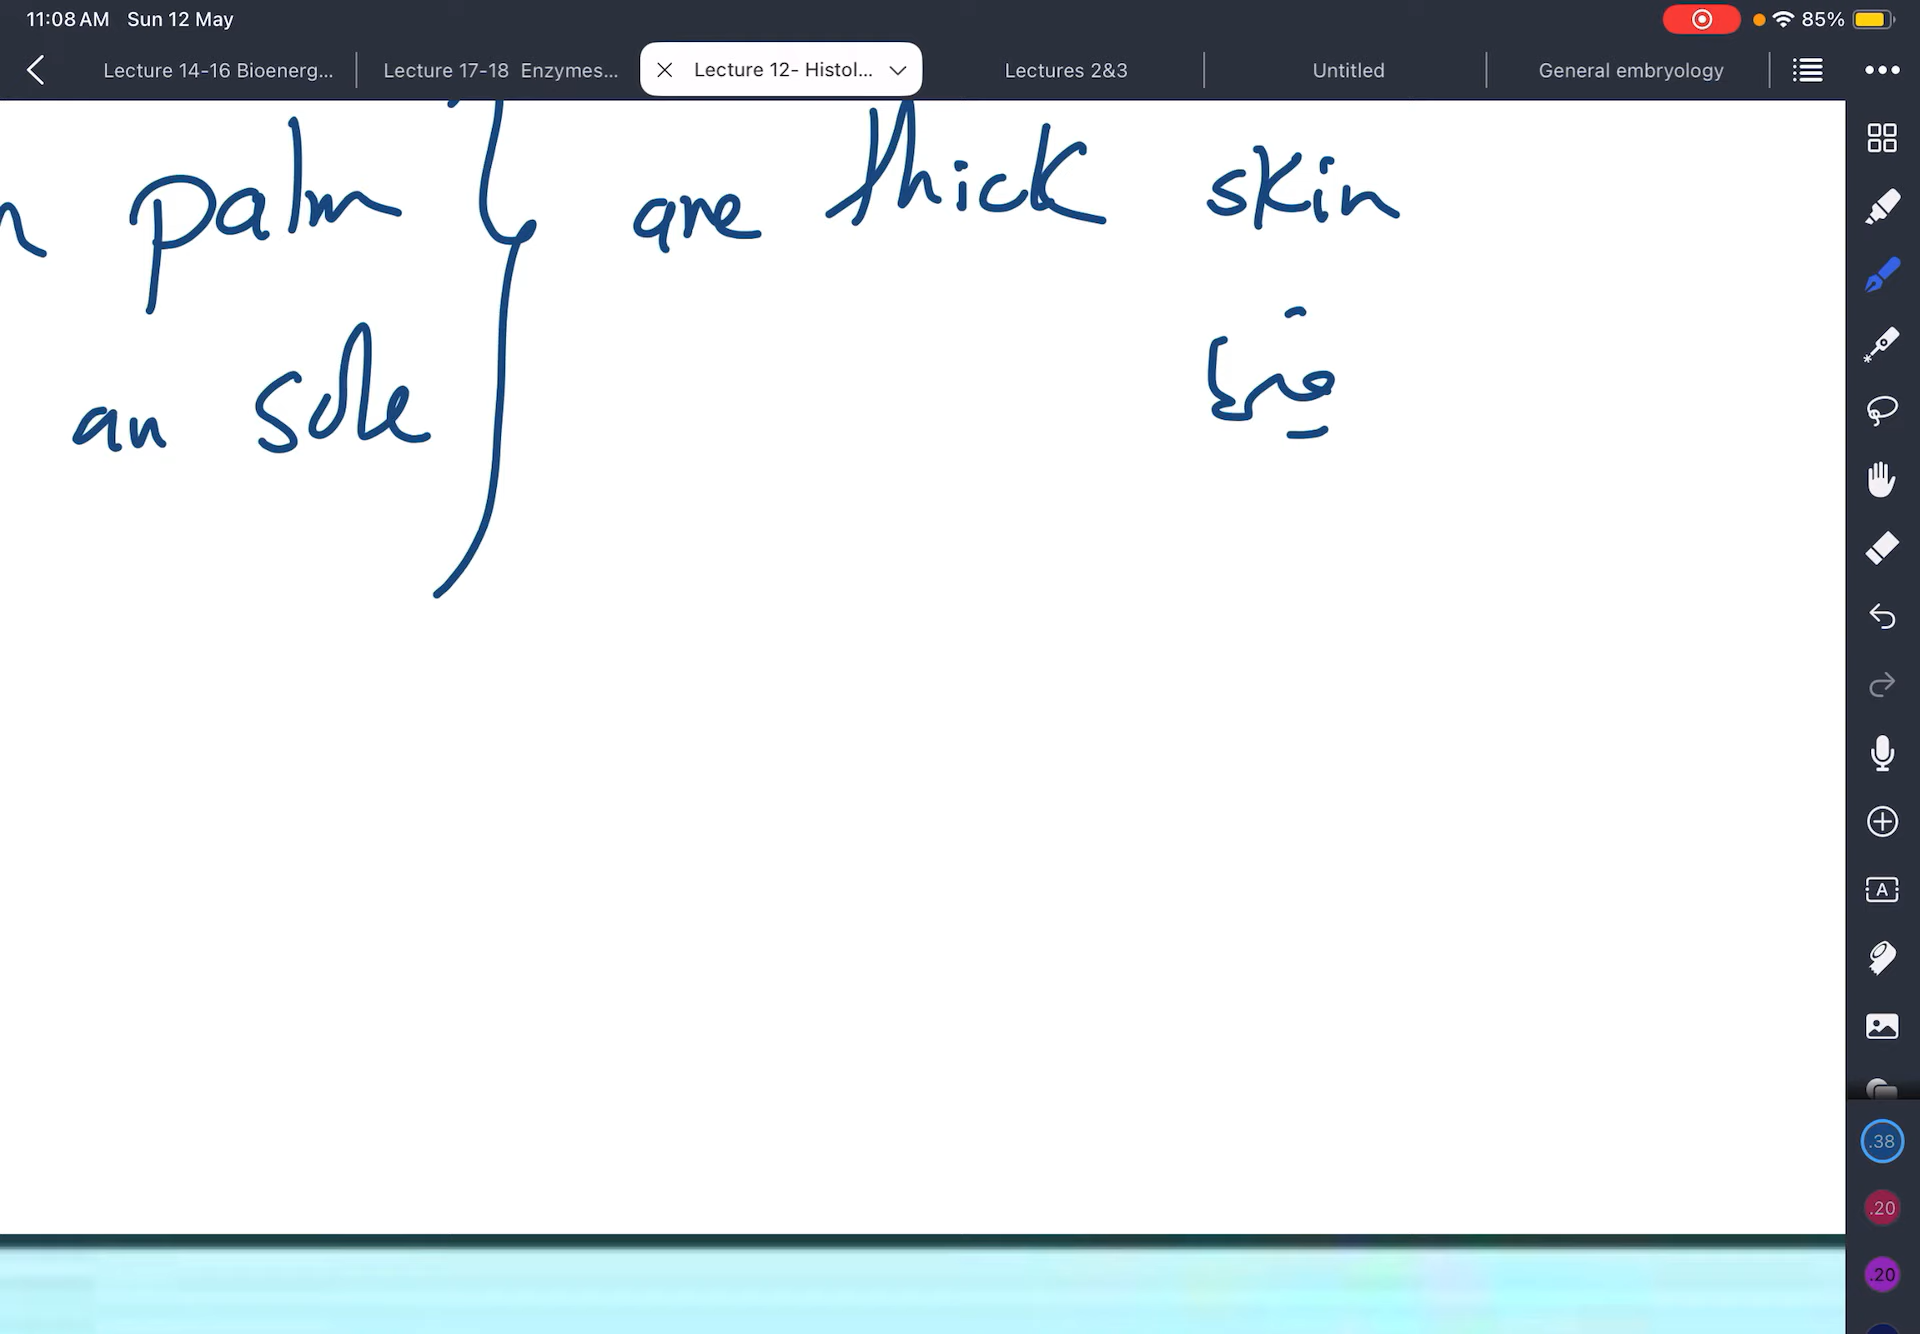 11:08 AM Sun 12 May 85%
Lecture 14-16 Bioenerg... Lecture 17-18 Enzymes... Lecture 12- Histol... Lectures 2&3 Untitled General embryology
palm are thick skin
an sole
A
.38
.20
.20